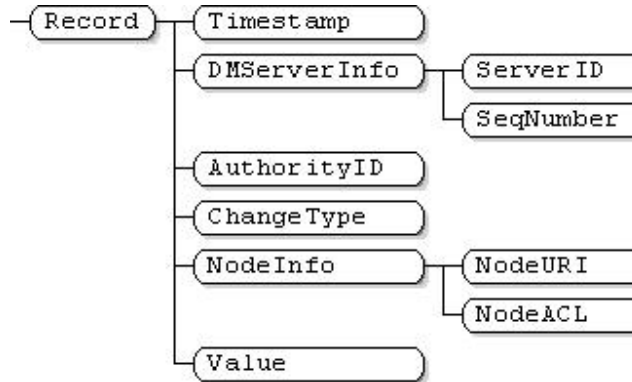 Record
Timestamp
DMServerInfo
ServerID
SeqNumber
AuthorityID
ChangeType
NodeInfo
NodeURI
NodeACL
Value